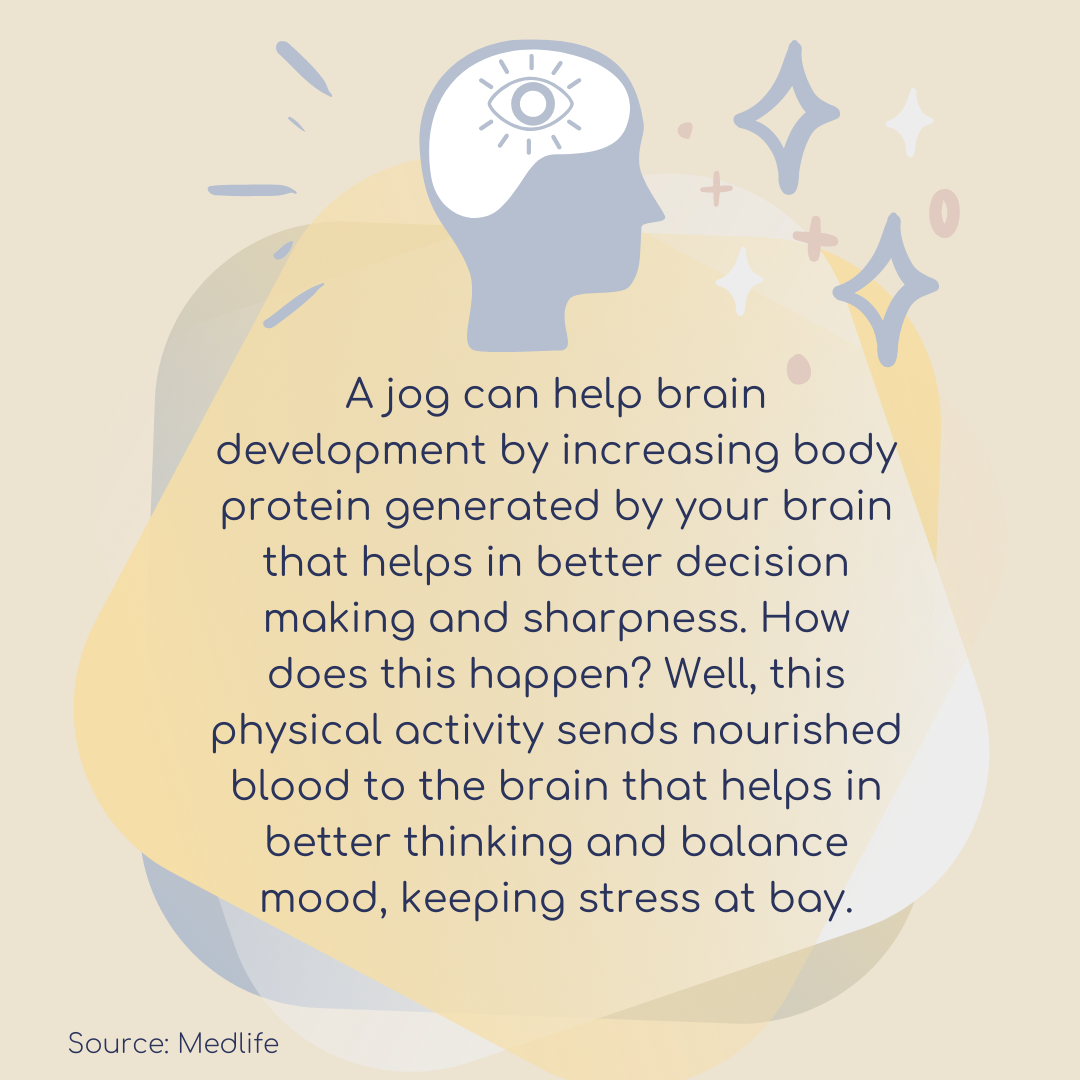 A jog can help brain
development by increasing body
protein generated by your brain
that helps in better decision
making and sharpness. How
does this happen? Well, this
physical activity sends nourished
blood to the brain that helps in
better thinking and balance
mood, keeping stress at bay.
Source: Medlife